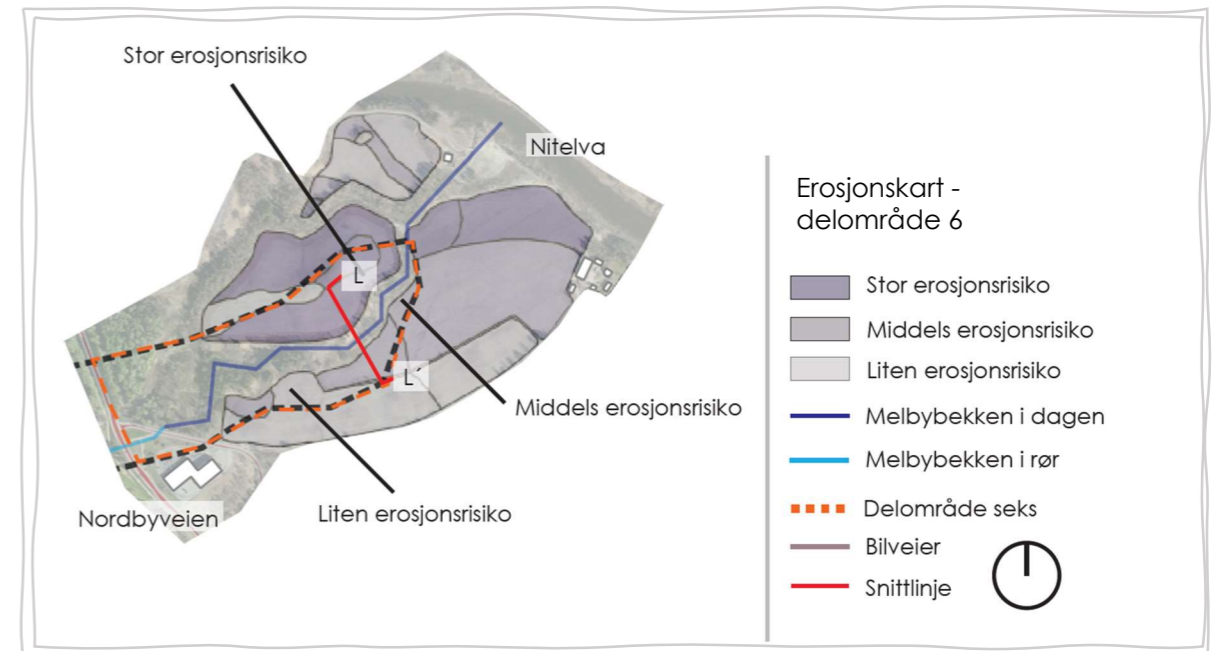 Stor erosjonsrisiko
Nitelva
L
L´
Middels erosjonsrisiko
Liten erosjonsrisiko
Nordbyveien
Erosjonskart -
delområde 6
Stor erosjonsrisiko
Middels erosjonsrisiko
Liten erosjonsrisiko
Melbybekken i dagen
Melbybekken i rør
Delområde seks
Bilveier
Snittlinje